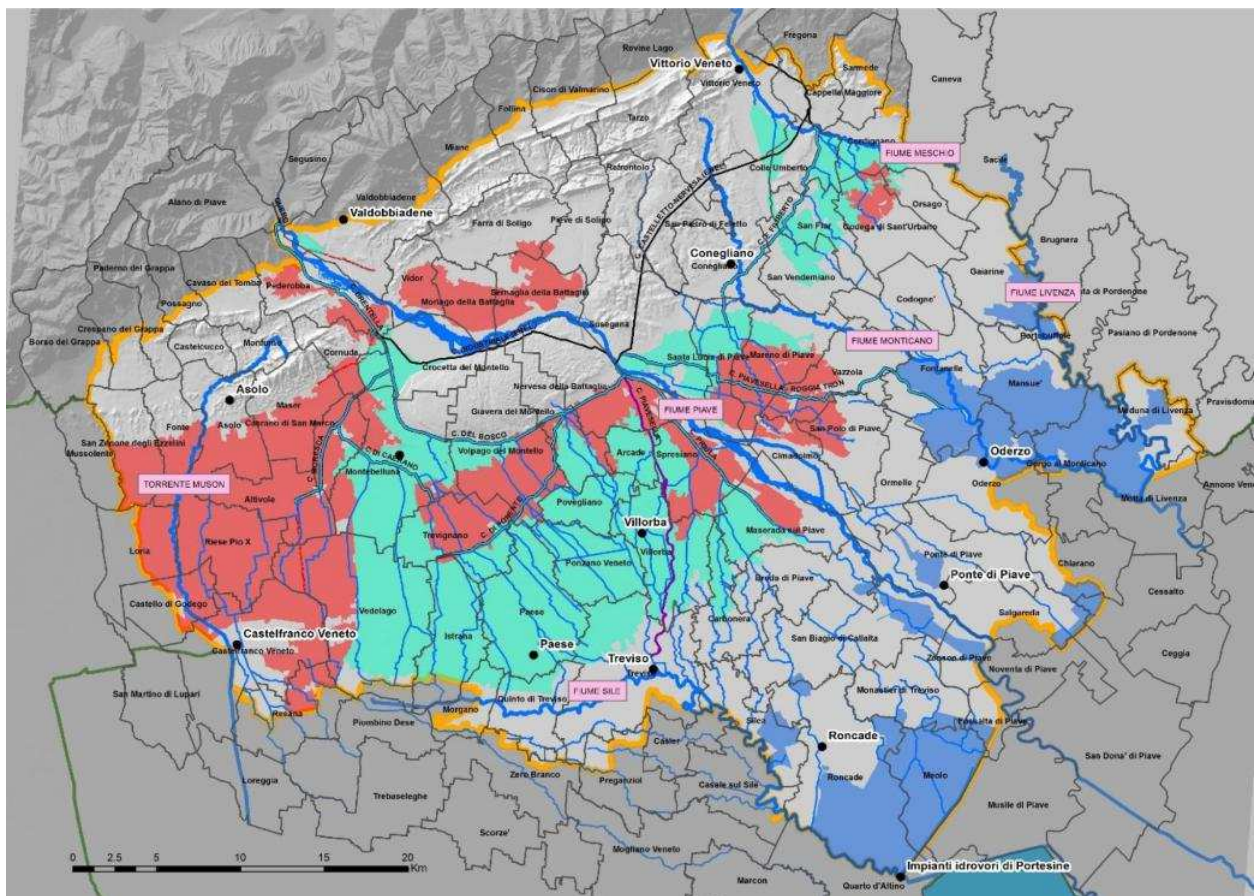 Fregona
Revine Lago
Sarmede
Vittorio Veneto
Vittorio Veneto
Caneva
Cappella Maggiore
Cison di Valmarino
Follina
Tarzo
Cordignano
FIUME MESCHIO
Miane
Segusino
Refrontolo
Colle Umberto
Sacile
Valdobbiadene
Valdobbiadene
Orsago
Alano di Piave
Farra di Soligo
Pieve di Soligo
San Pietro di Feletto
San Fior
Godega di Sant'Urbano
Brugnera
Conegliano
Conegliano
Paderno del Grappa
Cavaso del Tomba
Pederobba
Vidor
Sernaglia della Battaglia
Moriago della Battaglia
San Vendemiano
Gaiarine
Possagno
Codogne'
FIUME LIVENZA
Crespano del Grappa
Susegana
Pasiano di Pordenone
Borso del Grappa
Castelcucco
Monfumo
Cornuda
Portobuffole
FIUME MONTICANO
Santa Lucia di Piave
Mareno di Piave
Crocetta del Montello
Vazzola
Fontanelle
Mansue'
Asolo
Asolo
Maser
Nervesa della Battaglia
C. PIAVESELLA - ROGGIA TRON
Pravisdomini
Giavera del Montello
Meduna di Livenza
Fonte
Caerano di San Marco
FIUME PIAVE
San Polo di Piave
San Zenone degli Ezzelini
C. DEL BOSCO
Mussolente
Volpago del Montello
C. DI CAERANO
Arcade
Spresiano
Cimadolmo
Oderzo
Oderzo
Gorgo al Monticano
Montebelluna
TORRENTE MUSON
Ormelle
Motta di Livenza
Altivole
Povegliano
Villorba
Villorba
Trevignano
Maserada sul Piave
Riese Pio X
Loria
Ponzano Veneto
Ponte di Piave
Ponte di Piave
Chiarano
Breda di Piave
Cessalto
Castello di Godego
Vedelago
Paese
Paese
Salgareda
Carbonera
Istrana
San Biagio di Callalta
Castelfranco Veneto
Castelfranco Veneto
Treviso
Zenson di Piave
Noventa di Piave
Ceggia
San Martino di Lupari
FIUME SILE
Quinto di Treviso
Monastier di Treviso
Morgano
Resana
Piombino Dese
Silea
Fossalta di Piave
Casier
Roncade
Roncade
San Dona' di Piave
Loreggia
Zero Branco
Preganziol
Casale sul Sile
Meolo
Trebaseleghe
Musile di Piave
Scorze'
Mogliano Veneto
Marcon
Impianti idrovori di Portesine
Quarto d'Altino
0 2.5 5 10 15 20
Km